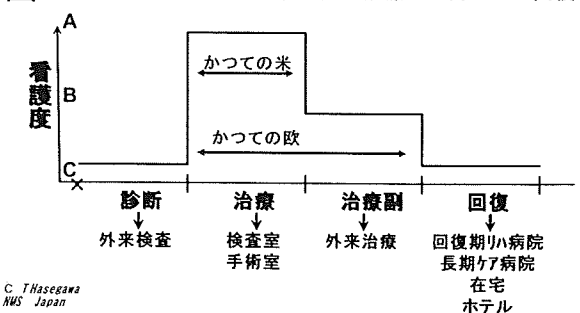 A
看護度
B
C
かつての米
かつての欧
診断
治療
治療副
回復
外来検査
検査室
手術室
外来治療
回復期ﾘﾊ病院
長期ｹｱ病院
在宅
ホテル
C THasegawa
NMS Japan